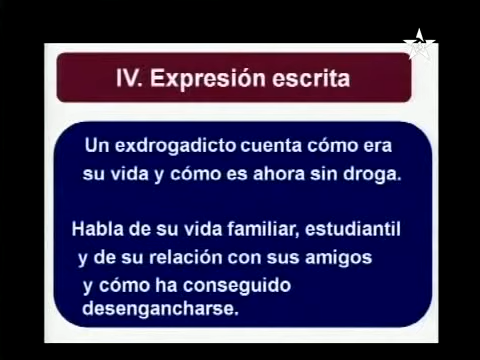 IV. Expresión escrita
Un exdrogadicto cuenta cómo era
su vida y cómo es ahora sin droga.
Habla de su vida familiar, estudiantil
y de su relación con sus amigos
y cómo ha conseguido
desengancharse.